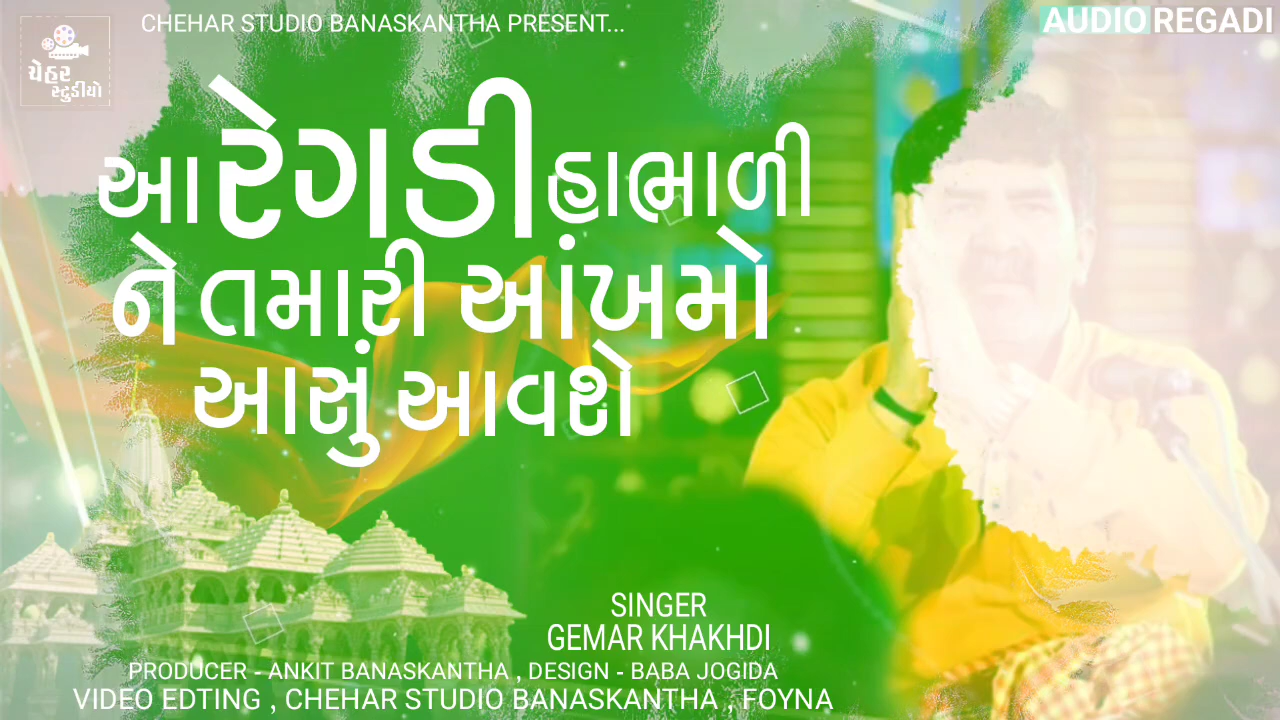 CHEHAR STUDIO BANASKANTHA PRESENT...
AUDIO REGADI
ચેહર
સ્ટુડીયો
આ રેગડી હાભાળી
ને તમારી આંખમો
આસું આવશે
SINGER
GEMAR KHAKHDI
PRODUCER - ANKIT BANASKANTHA , DESIGN - BABA JOGIDA
VIDEO EDTING , CHEHAR STUDIO BANASKANTHA , FOYNA